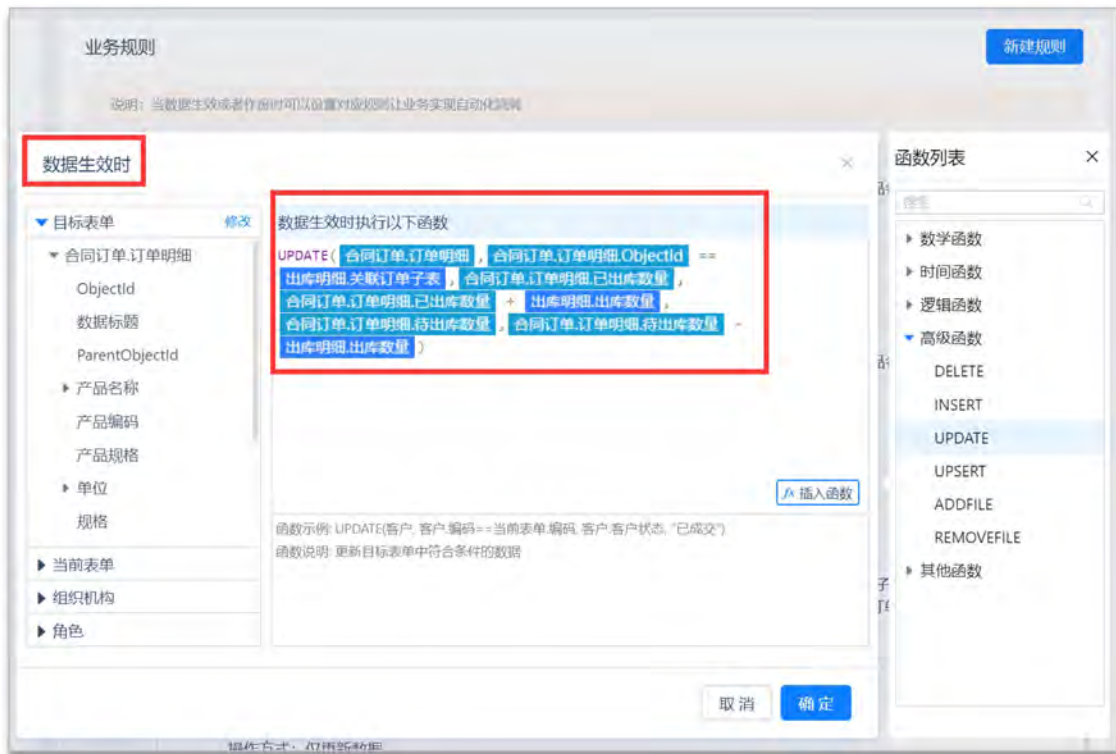 业务规则
新建规则
说明：当数据生效或者作废时可以设置对应规则让业务实现自动化流转
数据生效时
目标表单 修改
合同订单.订单明细
ObjectId
数据标题
ParentObjectId
产品名称
产品编码
产品规格
单位
规格
当前表单
组织机构
角色
数据生效时执行以下函数
UPDATE( 合同订单.订单明细 , 合同订单.订单明细.ObjectId ==
出库明细.关联订单子表 , 合同订单.订单明细.已出库数量 ,
合同订单.订单明细.已出库数量 + 出库明细.出库数量 ,
合同订单.订单明细.待出库数量 , 合同订单.订单明细.待出库数量 -
出库明细.出库数量 )
fx 插入函数
函数示例: UPDATE(客户, 客户.编码==当前表单.编码, 客户.客户状态, "已成交")
函数说明: 更新目标表单中符合条件的数据
取消
确定
函数列表
搜索
数学函数
时间函数
逻辑函数
高级函数
DELETE
INSERT
UPDATE
UPSERT
ADDFILE
REMOVEFILE
其他函数
操作方式：仅更新数据